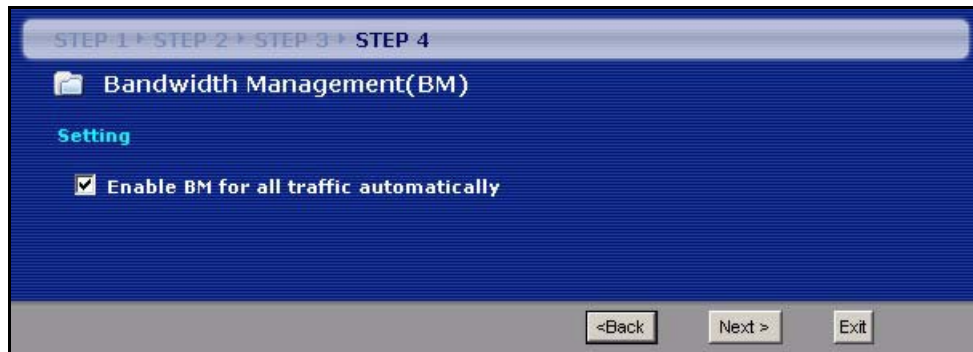 STEP 1 ▸ STEP 2 ▸ STEP 3 ▸ STEP 4
Bandwidth Management(BM)
Setting
Enable BM for all traffic automatically
<Back Next > Exit